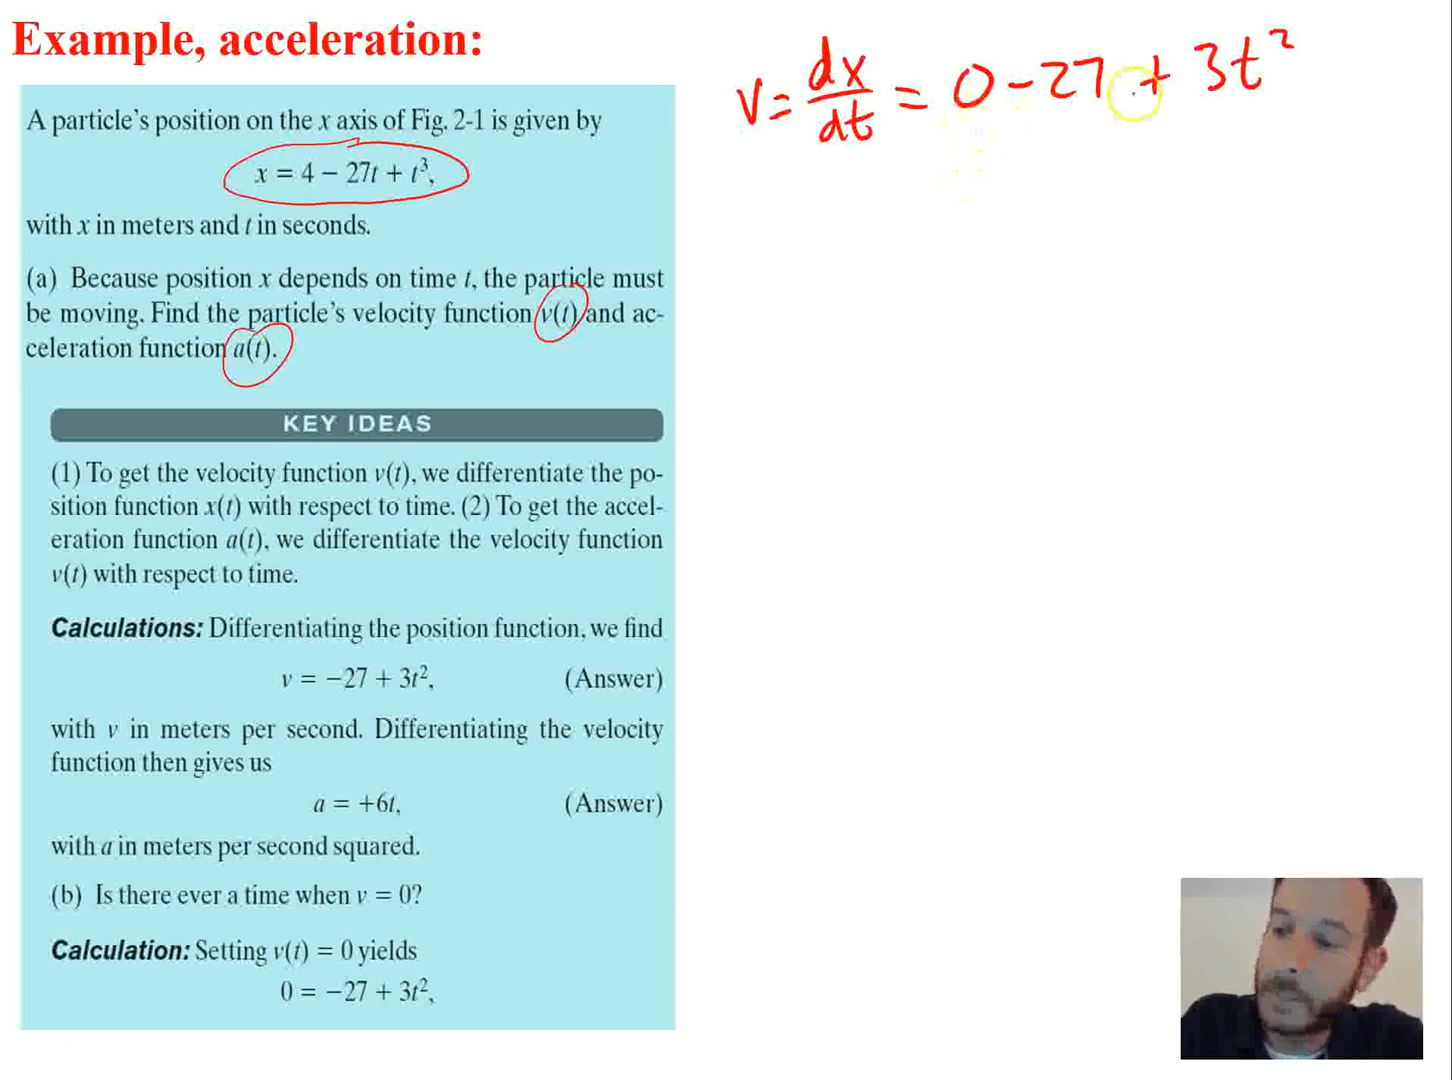 Example, acceleration:
A particle's position on the x axis of Fig. 2-1 is given by
x = 4 − 27t + t³,
with x in meters and t in seconds.
(a) Because position x depends on time t, the particle must
be moving. Find the particle's velocity function v(t) and ac-
celeration function a(t).
KEY IDEAS
(1) To get the velocity function v(t), we differentiate the po-
sition function x(t) with respect to time. (2) To get the accel-
eration function a(t), we differentiate the velocity function
v(t) with respect to time.
Calculations: Differentiating the position function, we find
v = −27 + 3t², (Answer)
with v in meters per second. Differentiating the velocity
function then gives us
a = +6t, (Answer)
with a in meters per second squared.
(b) Is there ever a time when v = 0?
Calculation: Setting v(t) = 0 yields
0 = −27 + 3t²,
v = dx/dt = 0 − 27 + 3t²